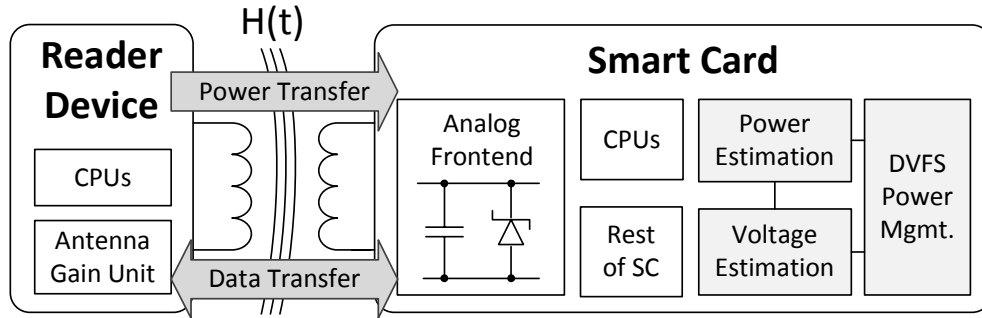 H(t)
Reader
Device
CPUs
Antenna
Gain Unit
Power Transfer
Data Transfer
Smart Card
Analog
Frontend
CPUs
Rest
of SC
Power
Estimation
Voltage
Estimation
DVFS
Power
Mgmt.